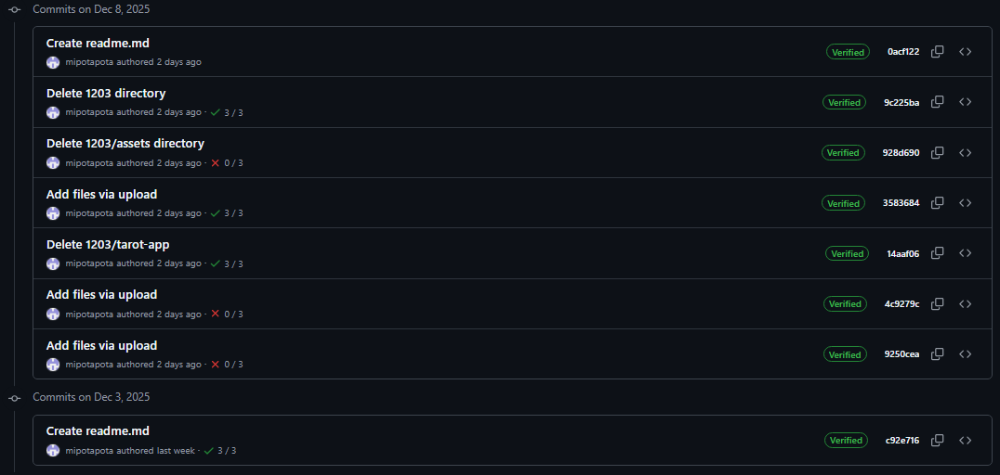 Commits on Dec 8, 2025
Create readme.md
Verified 0acf122
mipotapota authored 2 days ago
Delete 1203 directory
Verified 9c225ba
mipotapota authored 2 days ago · 3 / 3
Delete 1203/assets directory
Verified 928d690
mipotapota authored 2 days ago · 0 / 3
Add files via upload
Verified 3583684
mipotapota authored 2 days ago · 3 / 3
Delete 1203/tarot-app
Verified 14aaf06
mipotapota authored 2 days ago · 3 / 3
Add files via upload
Verified 4c9279c
mipotapota authored 2 days ago · 0 / 3
Add files via upload
Verified 9250cea
mipotapota authored 2 days ago · 0 / 3
Commits on Dec 3, 2025
Create readme.md
Verified c92e716
mipotapota authored last week · 3 / 3